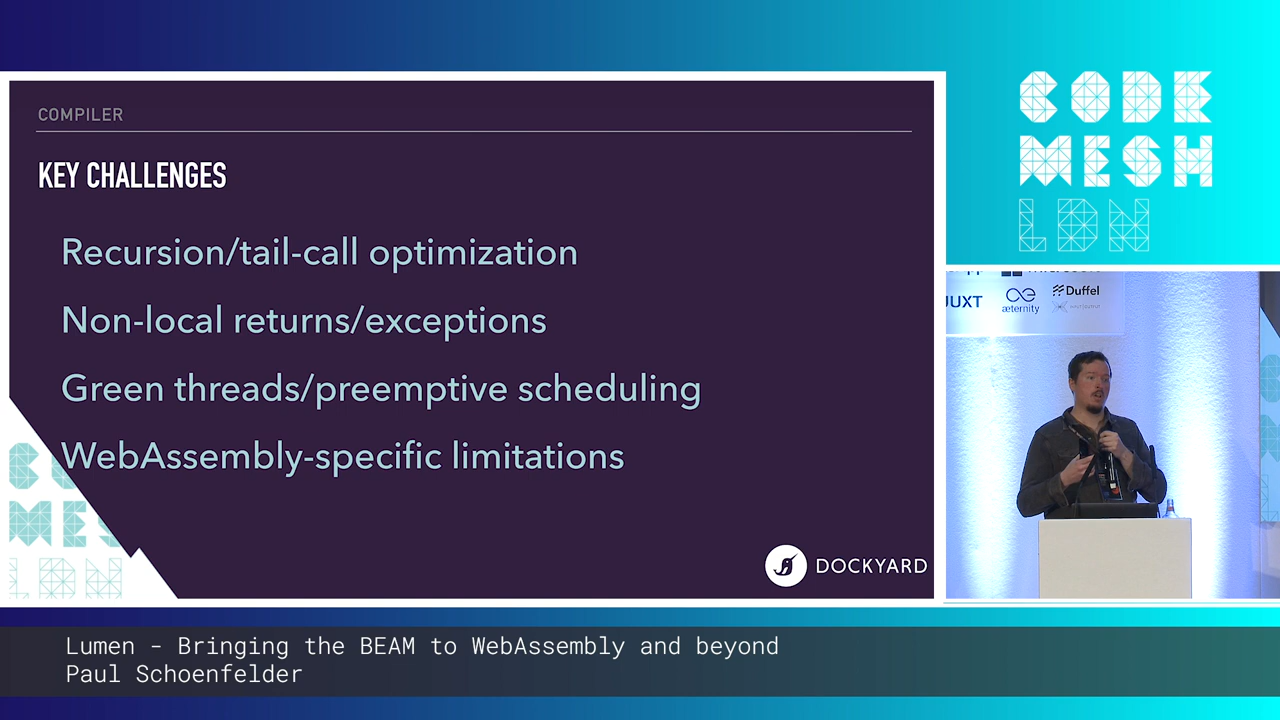 COMPILER
KEY CHALLENGES
Recursion/tail-call optimization
Non-local returns/exceptions
Green threads/preemptive scheduling
WebAssembly-specific limitations
DOCKYARD
CODE
MESH
LDN
JUXT
æternity
Duffel
Lumen - Bringing the BEAM to WebAssembly and beyond
Paul Schoenfelder